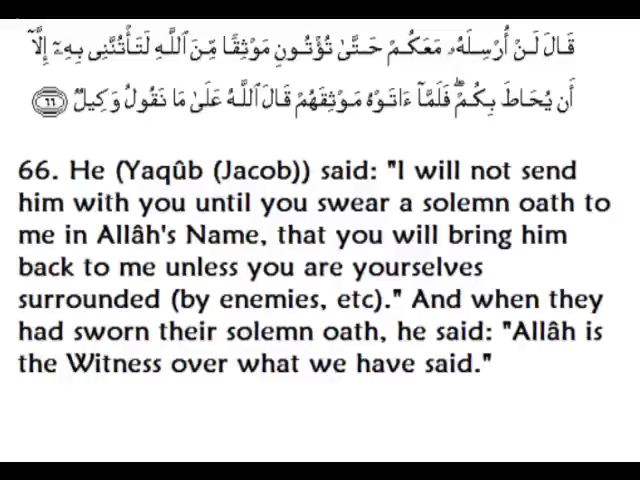 قَالَ لَنْ أُرْسِلَهُۥ مَعَكُمْ حَتَّىٰ تُؤْتُونِ مَوْثِقًا مِّنَ ٱللَّهِ لَتَأْتُنَّنِى بِهِۦٓ إِلَّآ
أَن يُحَاطَ بِكُمْ ۖ فَلَمَّآ ءَاتَوْهُ مَوْثِقَهُمْ قَالَ ٱللَّهُ عَلَىٰ مَا نَقُولُ وَكِيلٌ ٦٦
66. He (Yaqûb (Jacob)) said: "I will not send
him with you until you swear a solemn oath to
me in Allâh's Name, that you will bring him
back to me unless you are yourselves
surrounded (by enemies, etc)." And when they
had sworn their solemn oath, he said: "Allâh is
the Witness over what we have said."